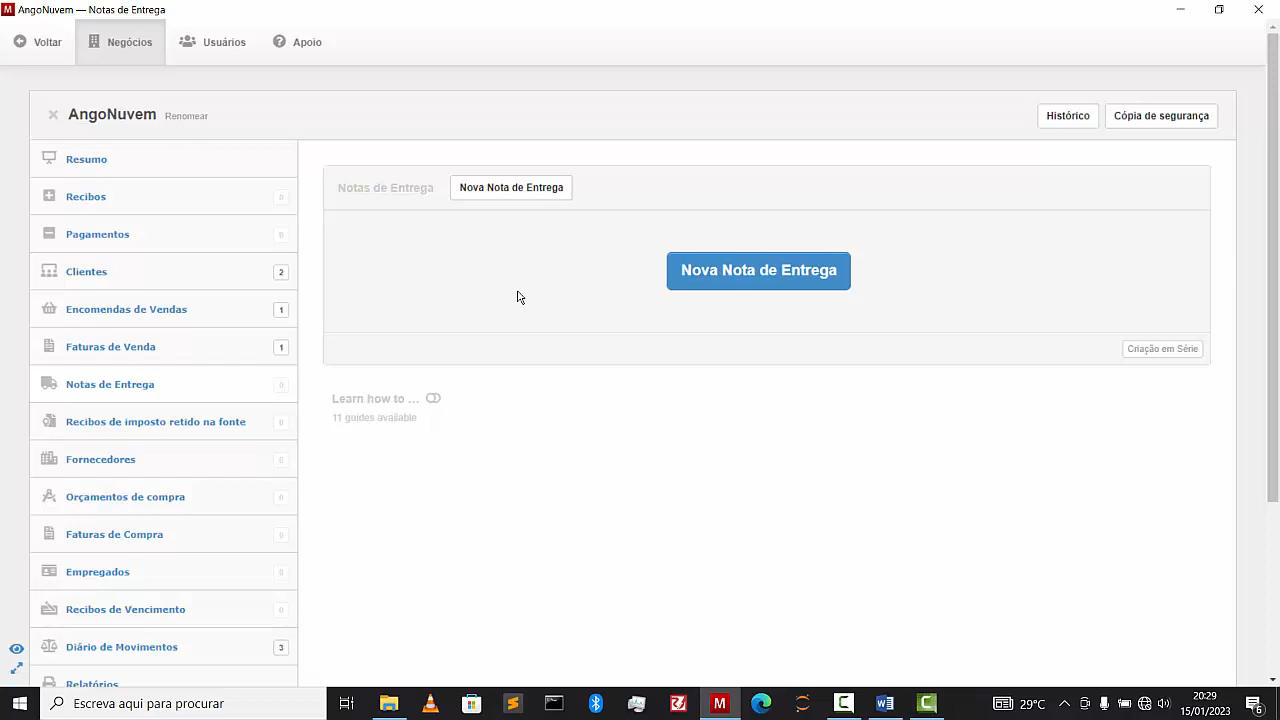 AngoNuvem — Notas de Entrega
Voltar
Negócios
Usuários
Apoio
AngoNuvem Renomear
Histórico
Cópia de segurança
Resumo
Recibos 0
Pagamentos 0
Clientes 2
Encomendas de Vendas 1
Faturas de Venda 1
Notas de Entrega 0
Recibos de imposto retido na fonte 0
Fornecedores 0
Orçamentos de compra 0
Faturas de Compra 0
Empregados 0
Recibos de Vencimento 0
Diário de Movimentos 3
Relatórios
Notas de Entrega
Nova Nota de Entrega
Nova Nota de Entrega
Criação em Série
Learn how to ...
11 guides available
Escreva aqui para procurar
29°C
20:29
15/01/2023
6